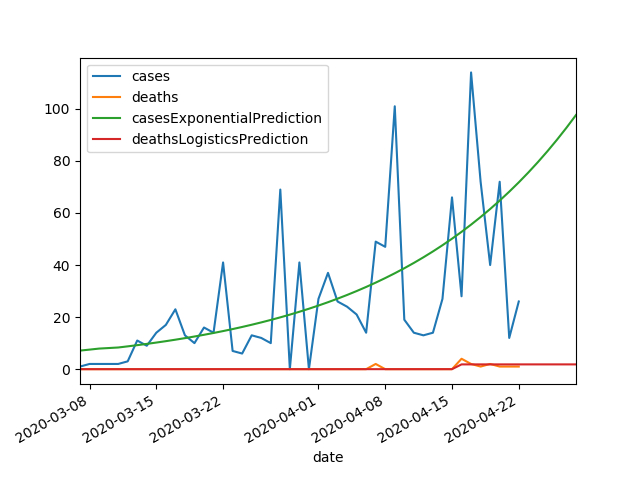 cases
deaths
casesExponentialPrediction
deathsLogisticsPrediction
100
80
60
40
20
0
2020-03-08
2020-03-15
2020-03-22
2020-04-01
2020-04-08
2020-04-15
2020-04-22
date